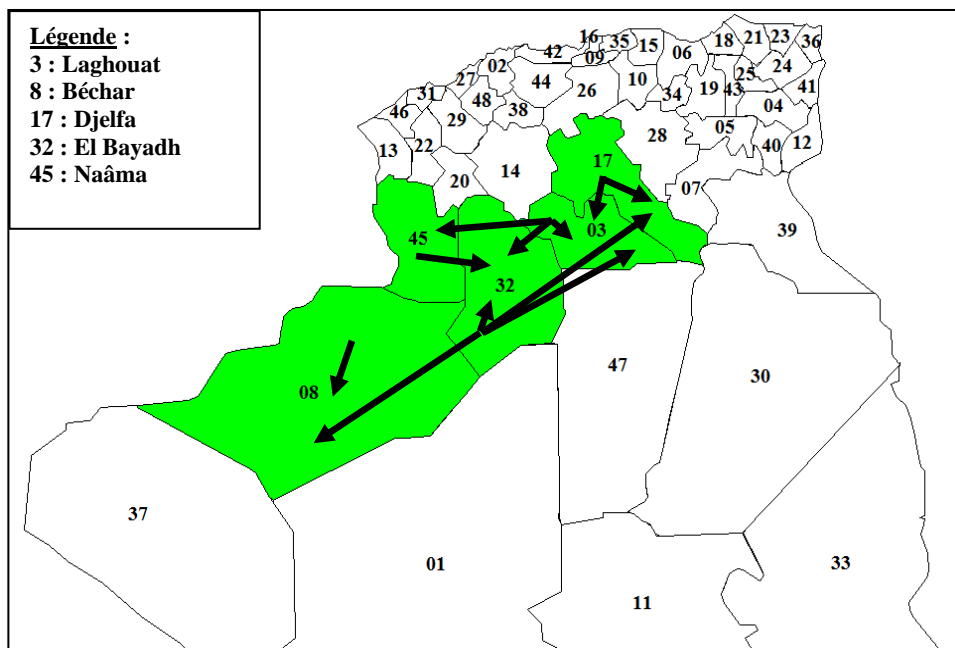 Légende :
3 : Laghouat
8 : Béchar
17 : Djelfa
32 : El Bayadh
45 : Naâma
16 35 15 18 21 23 36
42 09 06
02 44 26 10 25 24
27 48 38 34 19 43 41
31 04
46 29 28 05
13 22 40 12
20 14 17 07
45 03 39
32
08 47 30
37
01 33
11